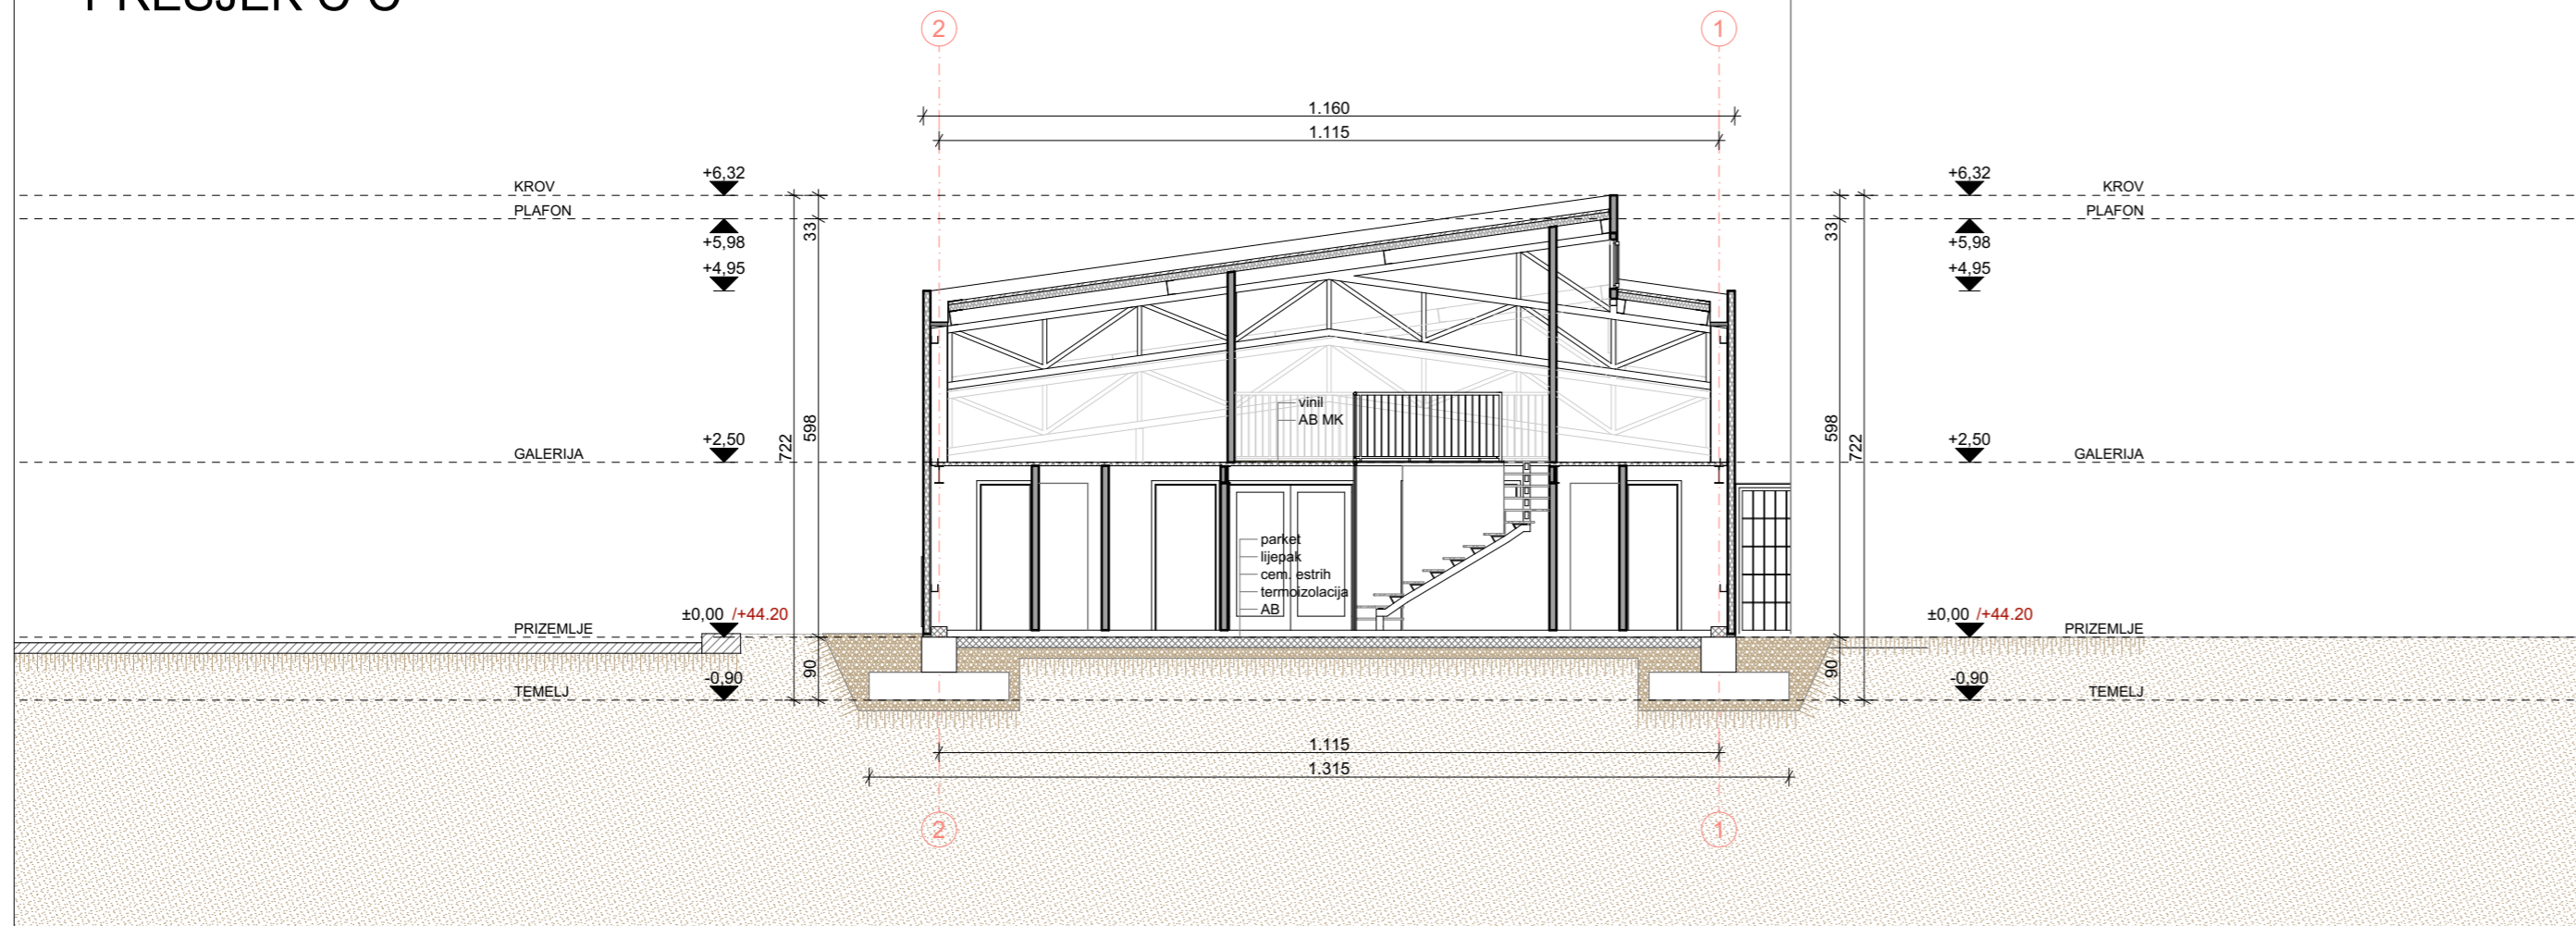 PRESJEK C-C
2
1
1.160
1.115
KROV
+6,32
+6,32
KROV
PLAFON
33
33
PLAFON
+5,98
+5,98
+4,95
+4,95
vinil
AB MK
GALERIJA
+2,50
722
598
598
722
+2,50
GALERIJA
parket
lijepak
cem. estrih
termoizolacija
AB
PRIZEMLJE
±0,00 /+44.20
±0,00 /+44.20
PRIZEMLJE
TEMELJ
-0,90
90
90
-0,90
TEMELJ
1.115
1.315
2
1